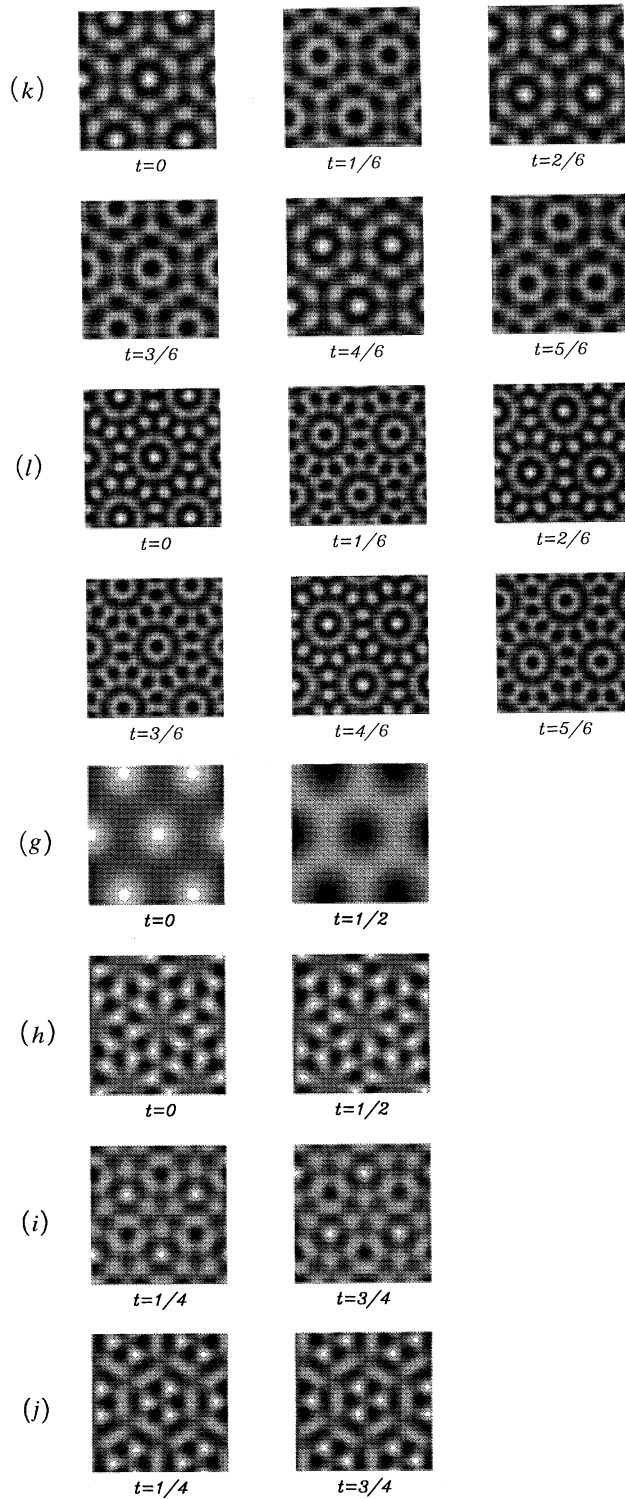 (k)
t=0 t=1/6 t=2/6
t=3/6 t=4/6 t=5/6
(l)
t=0 t=1/6 t=2/6
t=3/6 t=4/6 t=5/6
(g)
t=0 t=1/2
(h)
t=0 t=1/2
(i)
t=1/4 t=3/4
(j)
t=1/4 t=3/4